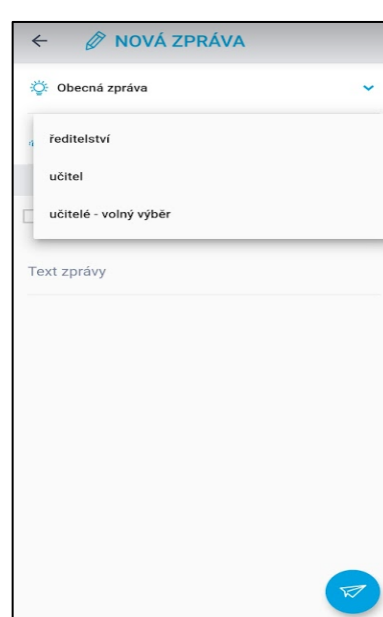 NOVÁ ZPRÁVA
Obecná zpráva
ředitelství
učitel
učitelé - volný výběr
Text zprávy